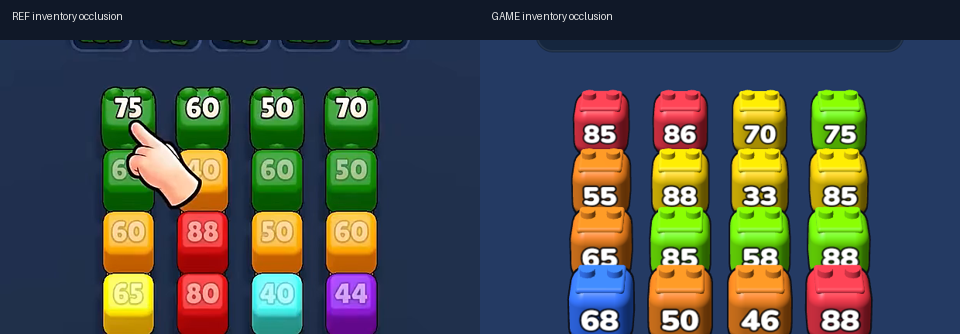 REF inventory occlusion
GAME inventory occlusion
75 60 50 70
60 50
60 88 50 60
65 80 40 44
85 86 70 75
55 88 33 85
65 85 58 88
68 50 46 88